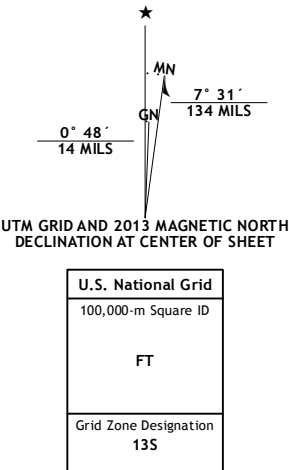 ★
MN
7° 31´
134 MILS
GN
0° 48´
14 MILS
UTM GRID AND 2013 MAGNETIC NORTH
DECLINATION AT CENTER OF SHEET
U.S. National Grid
100,000-m Square ID
FT
Grid Zone Designation
13S